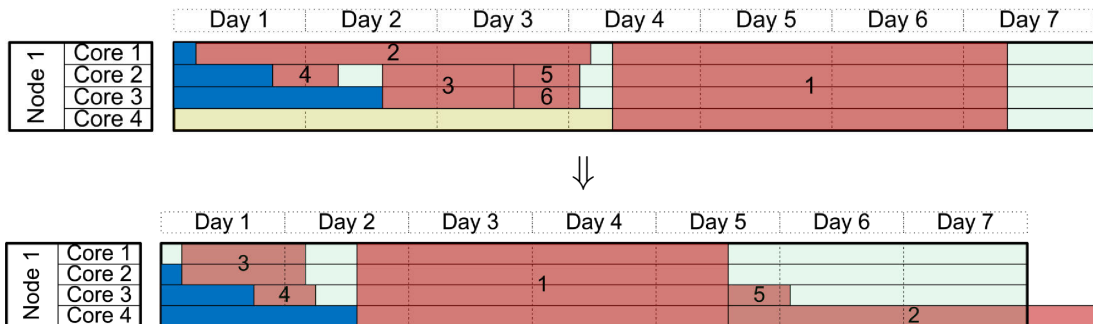 Day 1 Day 2 Day 3 Day 4 Day 5 Day 6 Day 7
Node 1
Core 1 2
Core 2 4 5
3 1
Core 3 6
Core 4
⇓
Day 1 Day 2 Day 3 Day 4 Day 5 Day 6 Day 7
Node 1
Core 1
3
Core 2
1
Core 3 4 5
Core 4 2